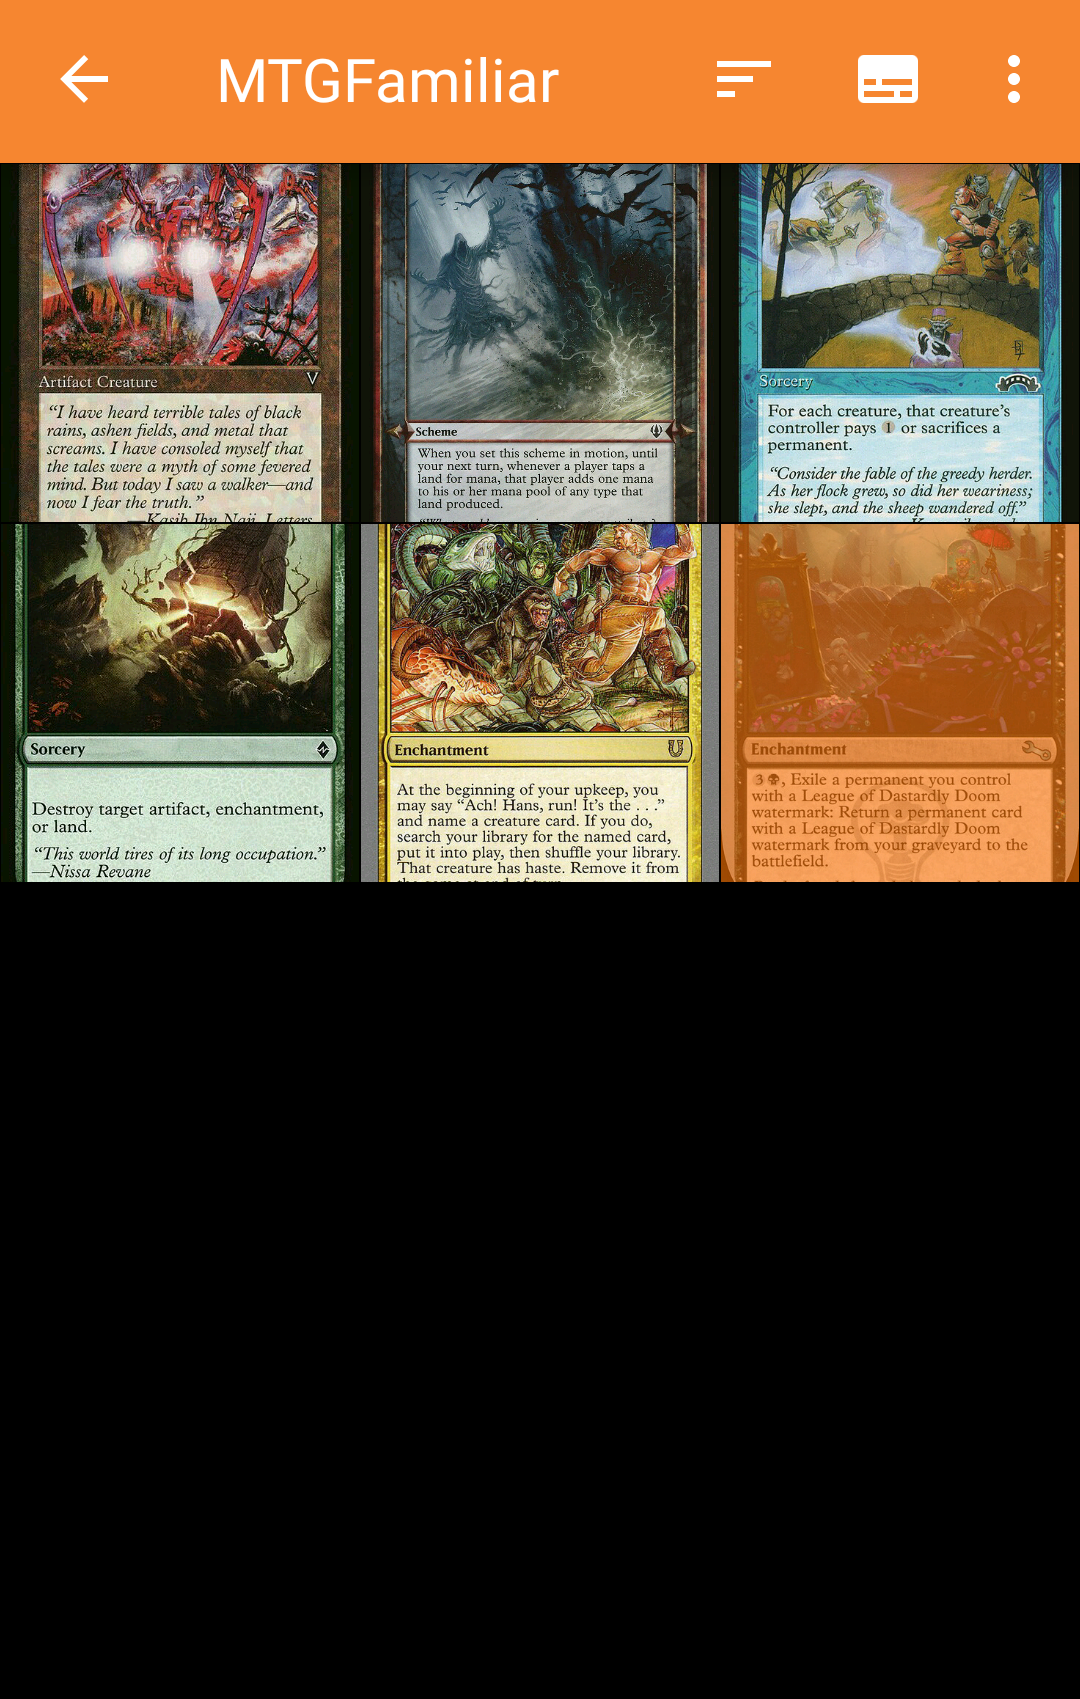 MTGFamiliar
Artifact Creature V
“I have heard terrible tales of black
rains, ashen fields, and metal that
screams. I have consoled myself that
the tales were a myth of some fevered
mind. But today I saw a walker—and
now I fear the truth.”
—Kasib Ibn Naji, Letters
Scheme
When you set this scheme in motion, until
your next turn, whenever a player taps a
land for mana, that player adds one mana
to his or her mana pool of any type that
land produced.
Sorcery
For each creature, that creature’s
controller pays 1 or sacrifices a
permanent.
“Consider the fable of the greedy herder.
As her flock grew, so did her weariness;
she slept, and the sheep wandered off.”
Sorcery
Destroy target artifact, enchantment,
or land.
“This world tires of its long occupation.”
—Nissa Revane
Enchantment
At the beginning of your upkeep, you
may say “Ach! Hans, run! It’s the . . .”
and name a creature card. If you do,
search your library for the named card,
put it into play, then shuffle your library.
That creature has haste. Remove it from
Enchantment
3, Exile a permanent you control
with a League of Dastardly Doom
watermark: Return a permanent card
with a League of Dastardly Doom
watermark from your graveyard to the
battlefield.